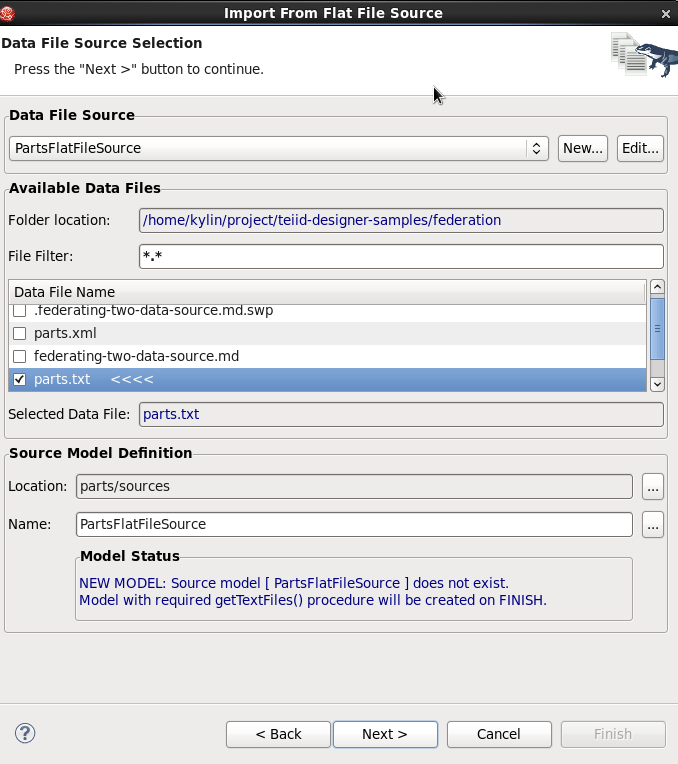 Import From Flat File Source
Data File Source Selection
Press the "Next >" button to continue.
Data File Source
PartsFlatFileSource
New...
Edit...
Available Data Files
Folder location: /home/kylin/project/teiid-designer-samples/federation
File Filter: *.*
Data File Name
.federating-two-data-source.md.swp
parts.xml
federating-two-data-source.md
parts.txt <<<<
Selected Data File: parts.txt
Source Model Definition
Location: parts/sources ...
Name: PartsFlatFileSource ...
Model Status
NEW MODEL: Source model [ PartsFlatFileSource ] does not exist.
Model with required getTextFiles() procedure will be created on FINISH.
? < Back Next > Cancel Finish